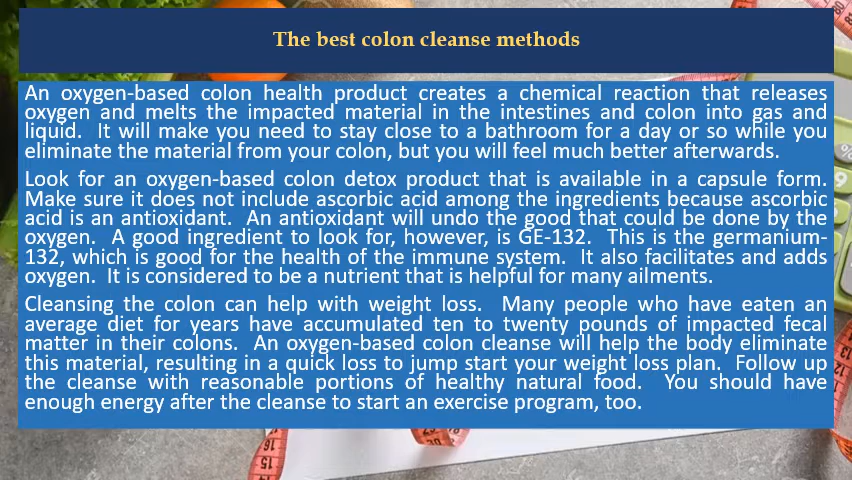 The best colon cleanse methods
An oxygen-based colon health product creates a chemical reaction that releases
oxygen and melts the impacted material in the intestines and colon into gas and
liquid. It will make you need to stay close to a bathroom for a day or so while you
eliminate the material from your colon, but you will feel much better afterwards.
Look for an oxygen-based colon detox product that is available in a capsule form.
Make sure it does not include ascorbic acid among the ingredients because ascorbic
acid is an antioxidant. An antioxidant will undo the good that could be done by the
oxygen. A good ingredient to look for, however, is GE-132. This is the germanium-
132, which is good for the health of the immune system. It also facilitates and adds
oxygen. It is considered to be a nutrient that is helpful for many ailments.
Cleansing the colon can help with weight loss. Many people who have eaten an
average diet for years have accumulated ten to twenty pounds of impacted fecal
matter in their colons. An oxygen-based colon cleanse will help the body eliminate
this material, resulting in a quick loss to jump start your weight loss plan. Follow up
the cleanse with reasonable portions of healthy natural food. You should have
enough energy after the cleanse to start an exercise program, too.
16
15